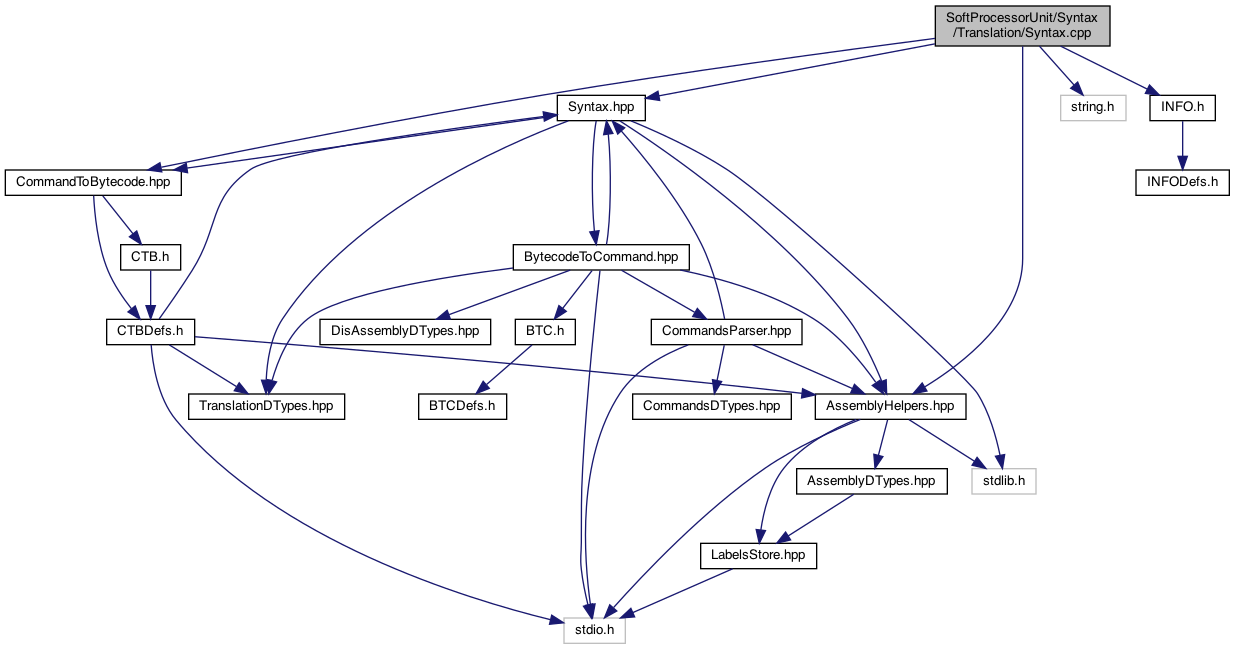 SoftProcessorUnit/Syntax
/Translation/Syntax.cpp
Syntax.hpp
string.h
INFO.h
CommandToBytecode.hpp
INFODefs.h
CTB.h
BytecodeToCommand.hpp
CTBDefs.h
DisAssemblyDTypes.hpp
BTC.h
CommandsParser.hpp
TranslationDTypes.hpp
BTCDefs.h
CommandsDTypes.hpp
AssemblyHelpers.hpp
AssemblyDTypes.hpp
stdlib.h
LabelsStore.hpp
stdio.h